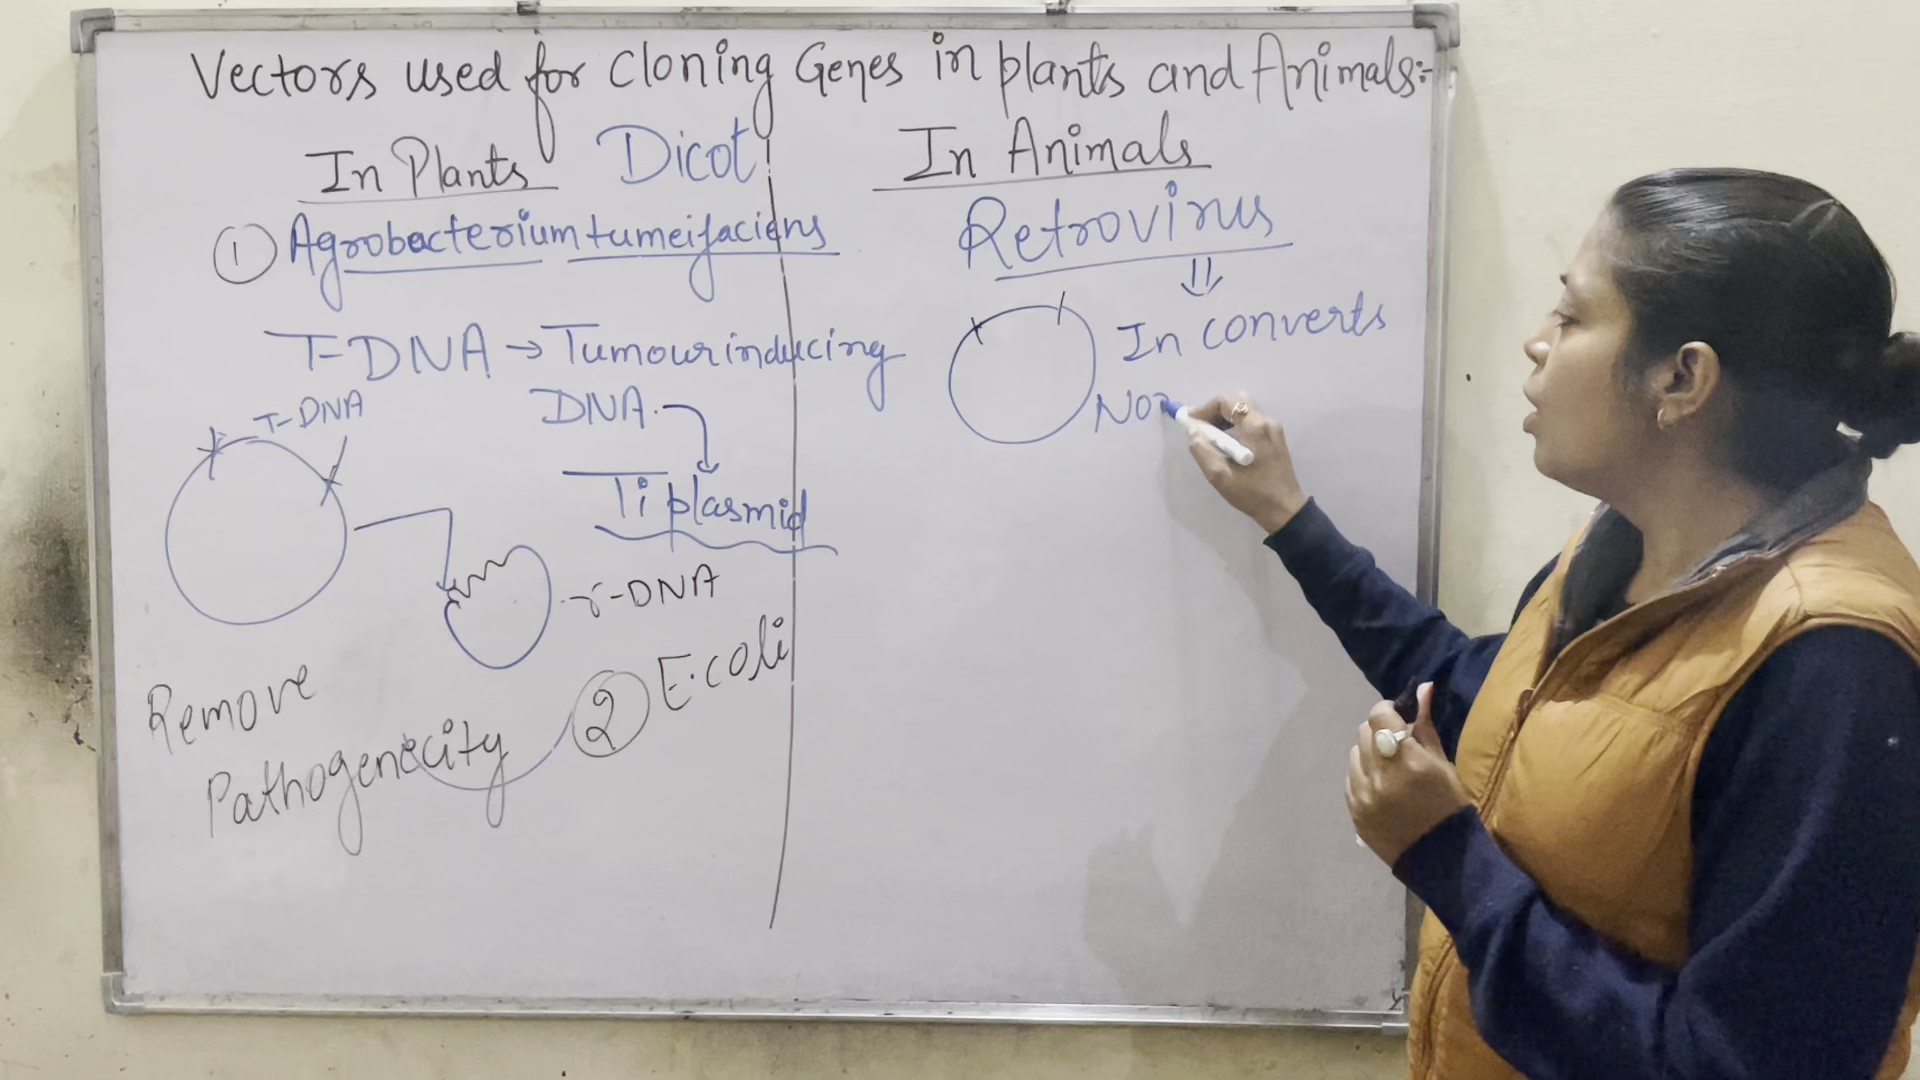 Vectors used for Cloning Genes in plants and Animals:-
In Plants
Dicot
① Agrobacterium tumeifaciens
T-DNA → Tumour inducing
DNA.
Ti plasmid
T-DNA
r-DNA
Remove
Pathogenecity
② E.coli
In Animals
Retrovirus
In converts
Nor